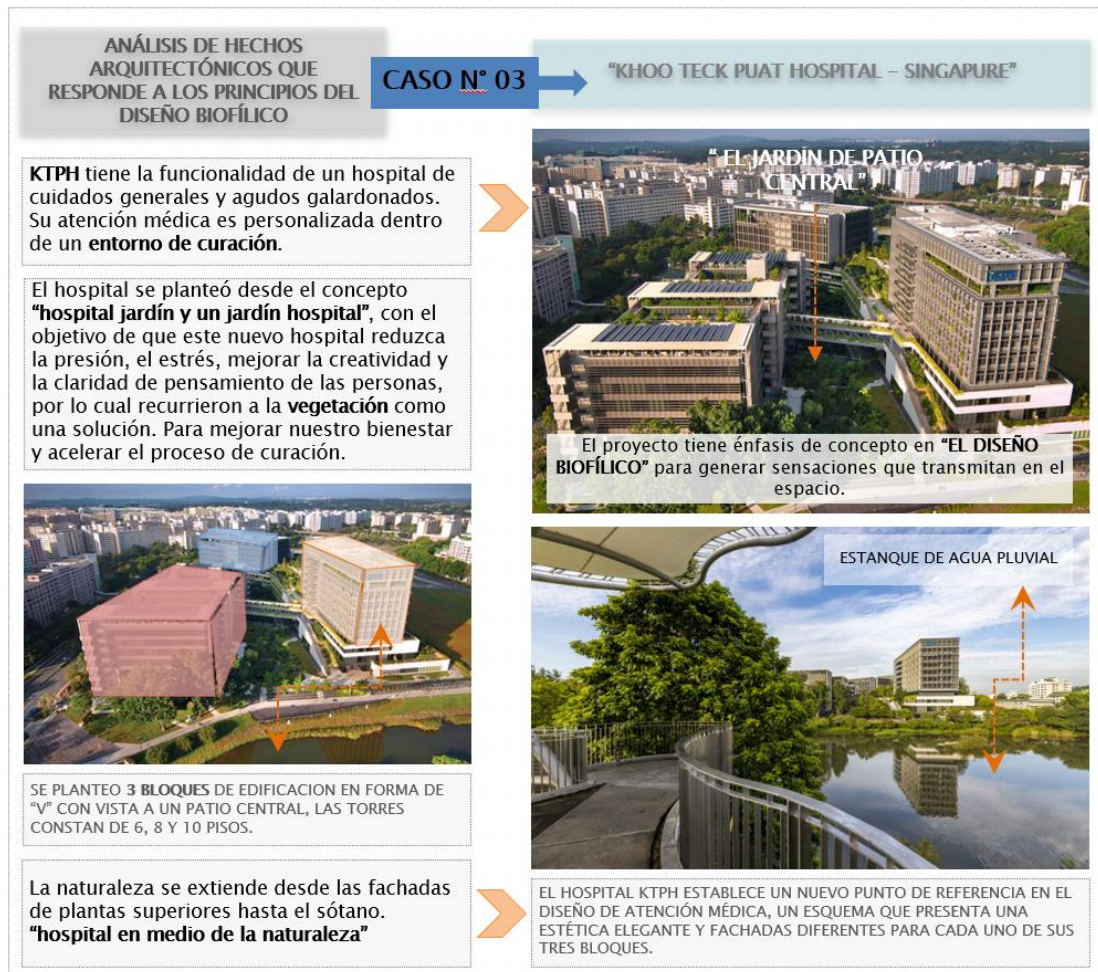 ANÁLISIS DE HECHOS
ARQUITECTÓNICOS QUE
RESPONDE A LOS PRINCIPIOS DEL
DISEÑO BIOFÍLICO
CASO N° 03
“KHOO TECK PUAT HOSPITAL – SINGAPURE”
KTPH tiene la funcionalidad de un hospital de
cuidados generales y agudos galardonados.
Su atención médica es personalizada dentro
de un entorno de curación.
El hospital se planteó desde el concepto
“hospital jardín y un jardín hospital”, con el
objetivo de que este nuevo hospital reduzca
la presión, el estrés, mejorar la creatividad y
la claridad de pensamiento de las personas,
por lo cual recurrieron a la vegetación como
una solución. Para mejorar nuestro bienestar
y acelerar el proceso de curación.
“ EL JARDÍN DE PATIO
CENTRAL”
El proyecto tiene énfasis de concepto en “EL DISEÑO
BIOFÍLICO” para generar sensaciones que transmitan en el
espacio.
SE PLANTEO 3 BLOQUES DE EDIFICACION EN FORMA DE
“V” CON VISTA A UN PATIO CENTRAL, LAS TORRES
CONSTAN DE 6, 8 Y 10 PISOS.
ESTANQUE DE AGUA PLUVIAL
La naturaleza se extiende desde las fachadas
de plantas superiores hasta el sótano.
“hospital en medio de la naturaleza”
EL HOSPITAL KTPH ESTABLECE UN NUEVO PUNTO DE REFERENCIA EN EL
DISEÑO DE ATENCIÓN MÉDICA, UN ESQUEMA QUE PRESENTA UNA
ESTÉTICA ELEGANTE Y FACHADAS DIFERENTES PARA CADA UNO DE SUS
TRES BLOQUES.